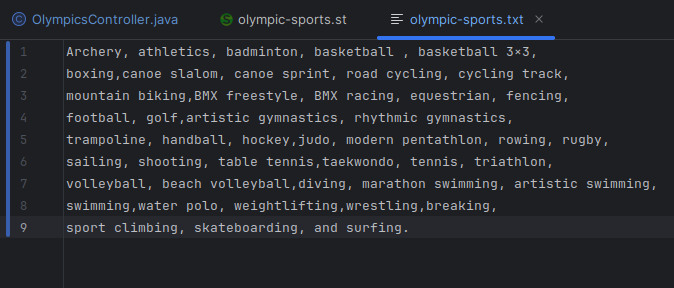 OlympicsController.java olympic-sports.st olympic-sports.txt
1 Archery, athletics, badminton, basketball , basketball 3×3,
2 boxing,canoe slalom, canoe sprint, road cycling, cycling track,
3 mountain biking,BMX freestyle, BMX racing, equestrian, fencing,
4 football, golf,artistic gymnastics, rhythmic gymnastics,
5 trampoline, handball, hockey,judo, modern pentathlon, rowing, rugby,
6 sailing, shooting, table tennis,taekwondo, tennis, triathlon,
7 volleyball, beach volleyball,diving, marathon swimming, artistic swimming,
8 swimming,water polo, weightlifting,wrestling,breaking,
9 sport climbing, skateboarding, and surfing.